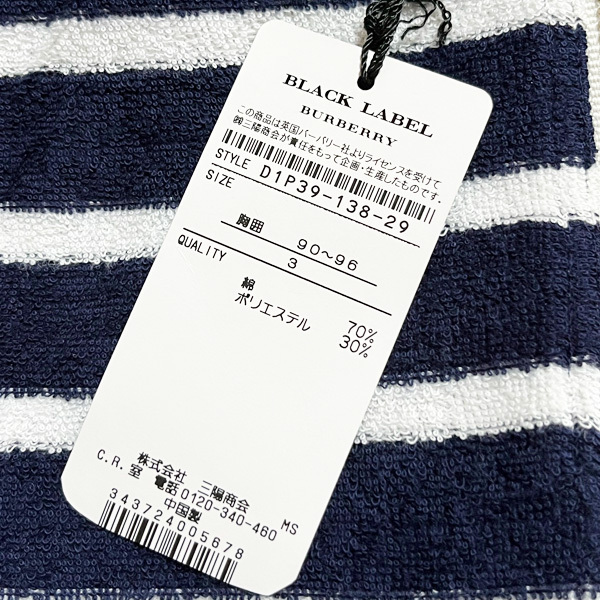 BLACK LABEL
BURBERRY
この商品は英国バーバリー社よりライセンスを受けて
㈱三陽商会が責任をもって企画・生産したものです。
STYLE D1P39-138-29
SIZE
胸囲 90~96
3
QUALITY
綿 70%
ポリエステル 30%
株式会社 三陽商会
C.R.室 電話0120-340-460 MS
中国製
343724005678